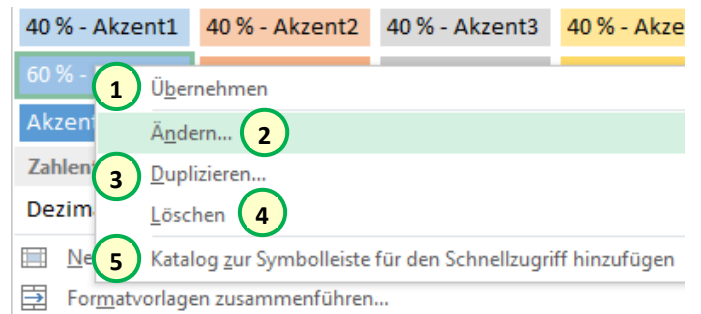 40 % - Akzent1 40 % - Akzent2 40 % - Akzent3 40 % - Akze
60 % -
1 Übernehmen
Akzen
Ändern... 2
Zahlen
3 Duplizieren...
Dezim
Löschen 4
Ne 5 Katalog zur Symbolleiste für den Schnellzugriff hinzufügen
Formatvorlagen zusammenführen...